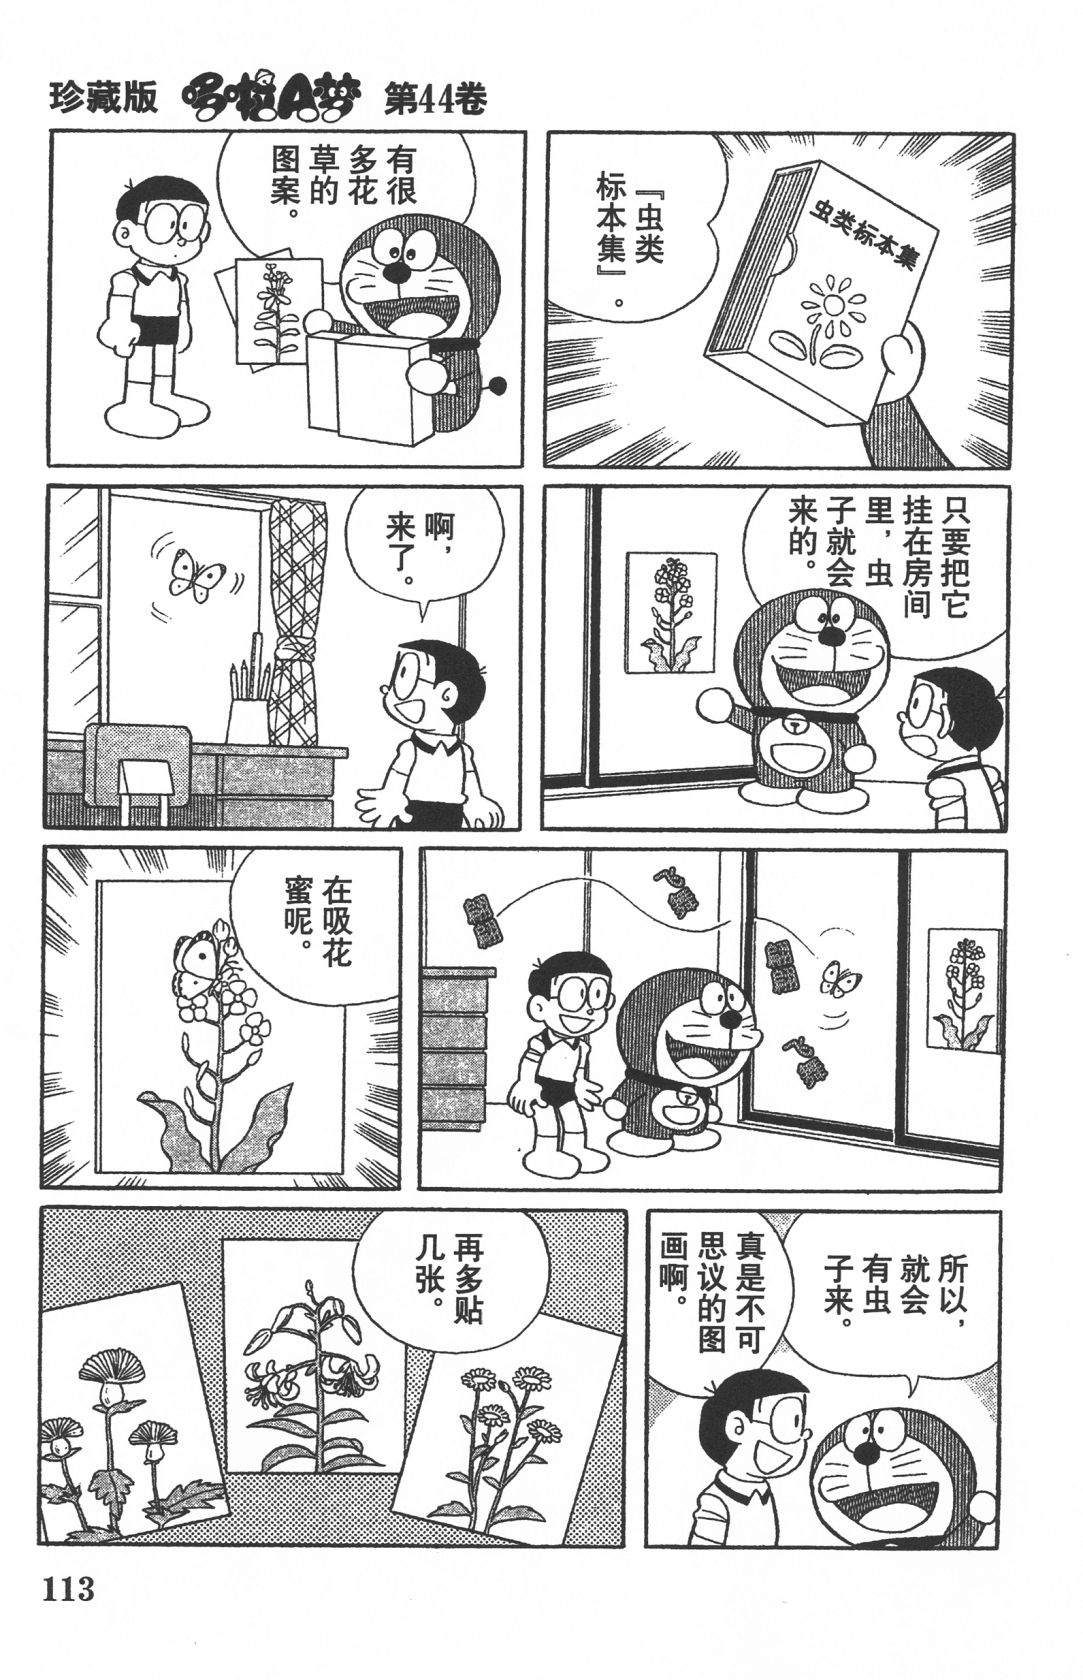 珍藏版 哆啦A梦 第44卷
『虫类
标本集』。
虫类标本集
有很
多花
草的
图案。
只要把它
挂在房间
里，虫
子就会
来的。
啊，
来了。
在吸花
蜜呢。
所以，
就会
有虫
子来。
真是不可
思议的图
画啊。
再多贴
几张。
113